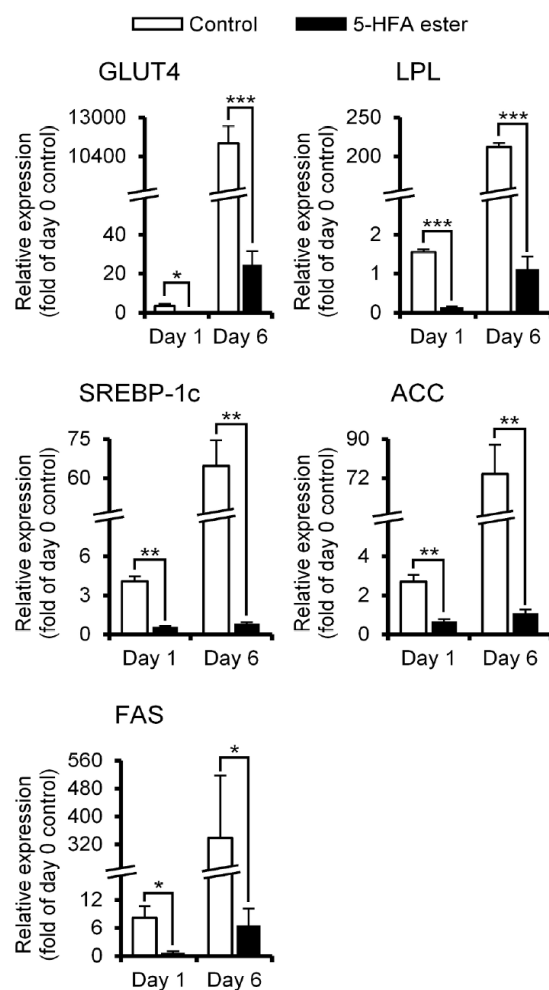 Control 5-HFA ester
GLUT4
Relative expression
(fold of day 0 control)
13000
10400
40
20
0
*
***
Day 1 Day 6
LPL
Relative expression
(fold of day 0 control)
250
200
2
1
0
***
***
Day 1 Day 6
SREBP-1c
Relative expression
(fold of day 0 control)
75
60
6
3
0
**
**
Day 1 Day 6
ACC
Relative expression
(fold of day 0 control)
90
72
4
2
0
**
**
Day 1 Day 6
FAS
Relative expression
(fold of day 0 control)
560
480
400
320
12
6
0
*
*
Day 1 Day 6